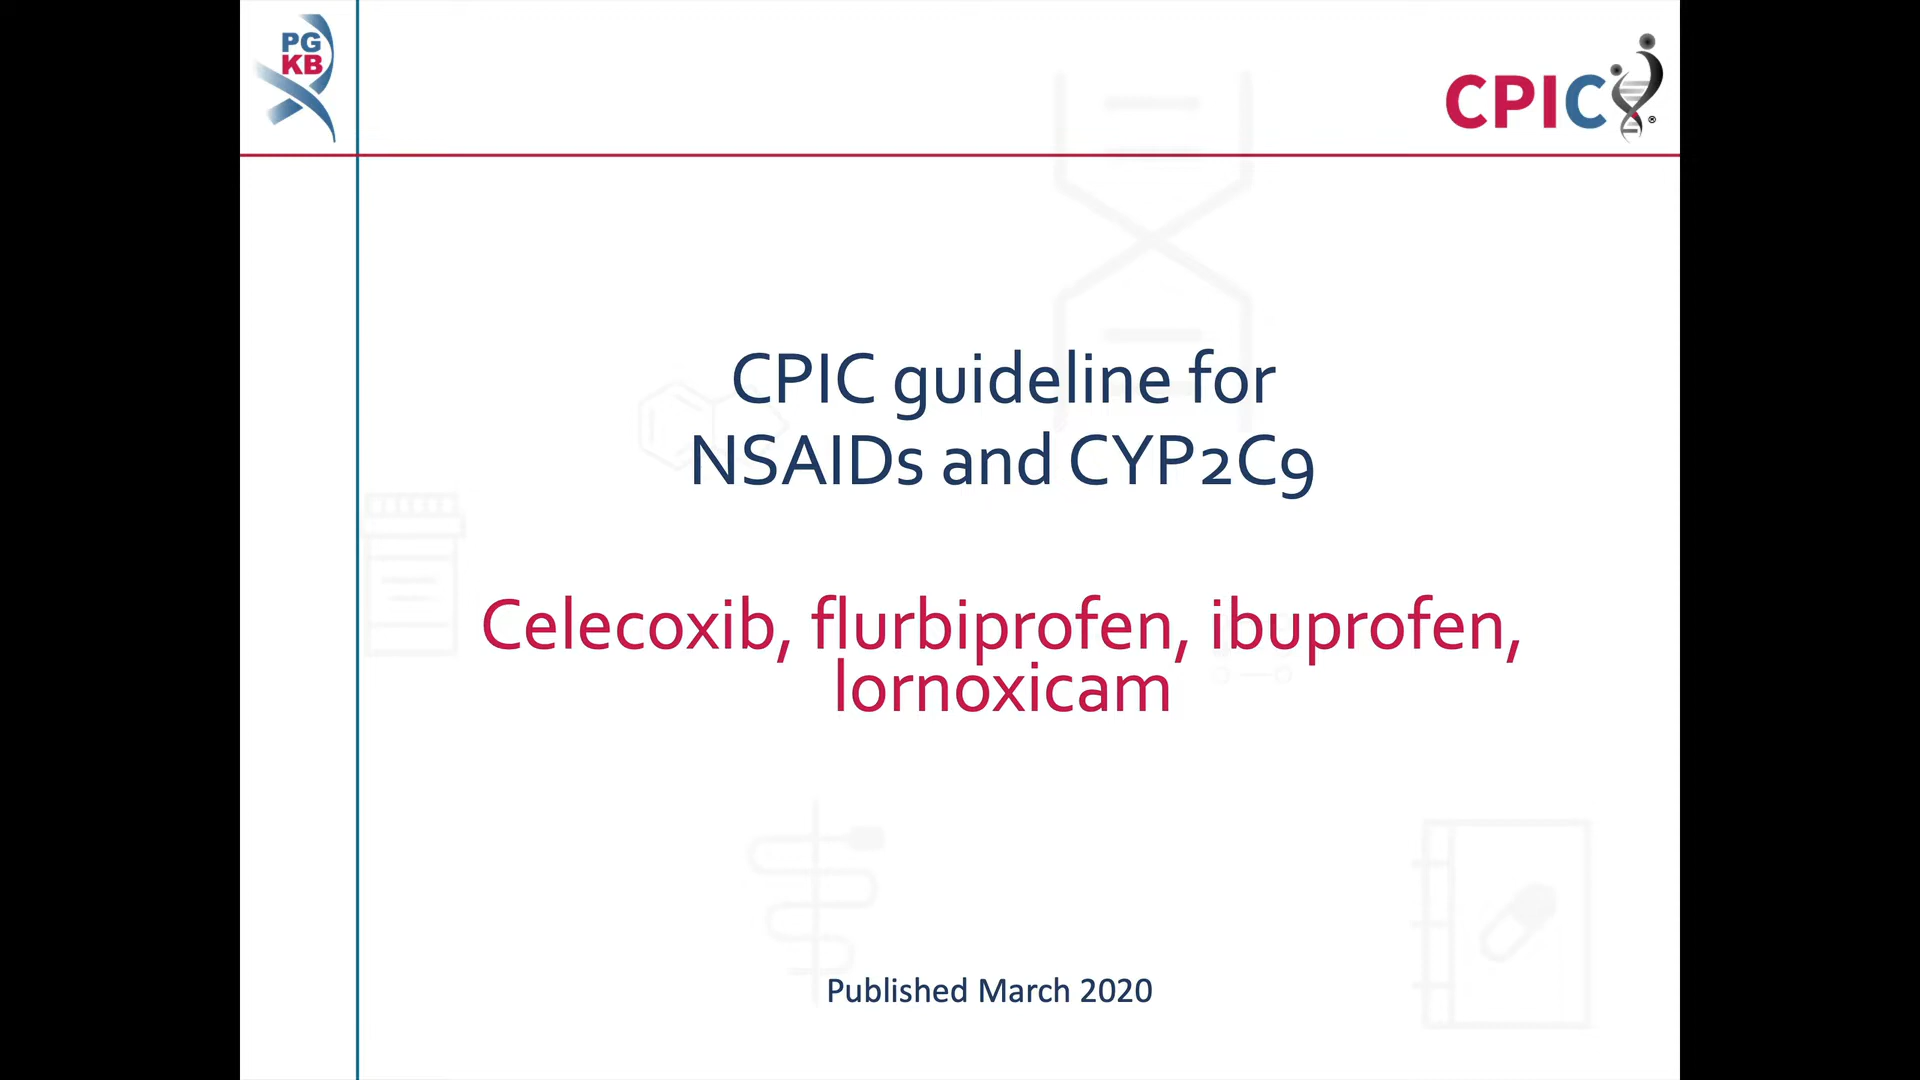 PG
KB
CPIC®
CPIC guideline for
NSAIDs and CYP2C9
Celecoxib, flurbiprofen, ibuprofen,
lornoxicam
Published March 2020